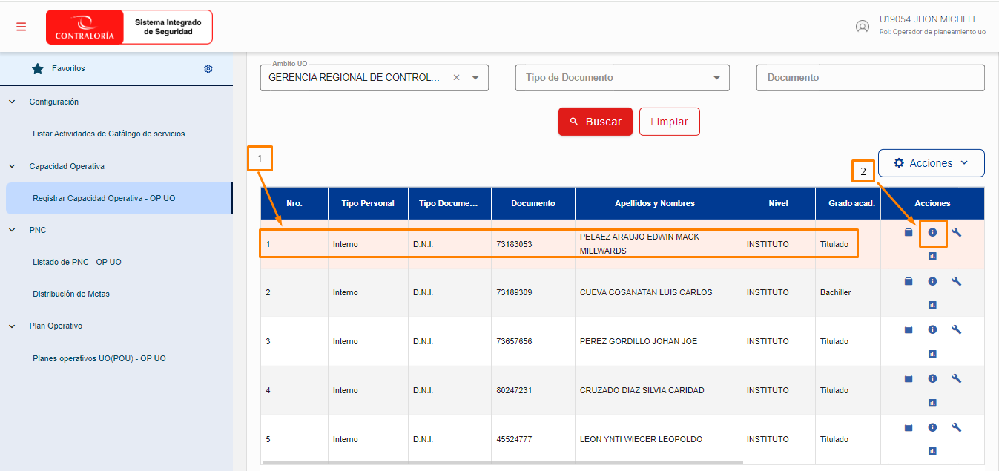 CONTRALORÍA
Sistema Integrado
de Seguridad
U19054 JHON MICHELL
Rol: Operador de planeamiento uo
Favoritos
Configuración
Listar Actividades de Catálogo de servicios
Capacidad Operativa
Registrar Capacidad Operativa - OP UO
PNC
Listado de PNC - OP UO
Distribución de Metas
Plan Operativo
Planes operativos UO(POU) - OP UO
Ambito UO
GERENCIA REGIONAL DE CONTROL...
Tipo de Documento
Documento
Buscar
Limpiar
1
2
Acciones
Nro. Tipo Personal Tipo Docume... Documento Apellidos y Nombres Nivel Grado acad. Acciones
1 Interno D.N.I. 73183053 PELAEZ ARAUJO EDWIN MACK
MILLWARDS INSTITUTO Titulado
2 Interno D.N.I. 73189309 CUEVA COSANATAN LUIS CARLOS INSTITUTO Bachiller
3 Interno D.N.I. 73657656 PEREZ GORDILLO JOHAN JOE INSTITUTO Titulado
4 Interno D.N.I. 80247231 CRUZADO DIAZ SILVIA CARIDAD INSTITUTO Titulado
5 Interno D.N.I. 45524777 LEON YNTI WIECER LEOPOLDO INSTITUTO Titulado